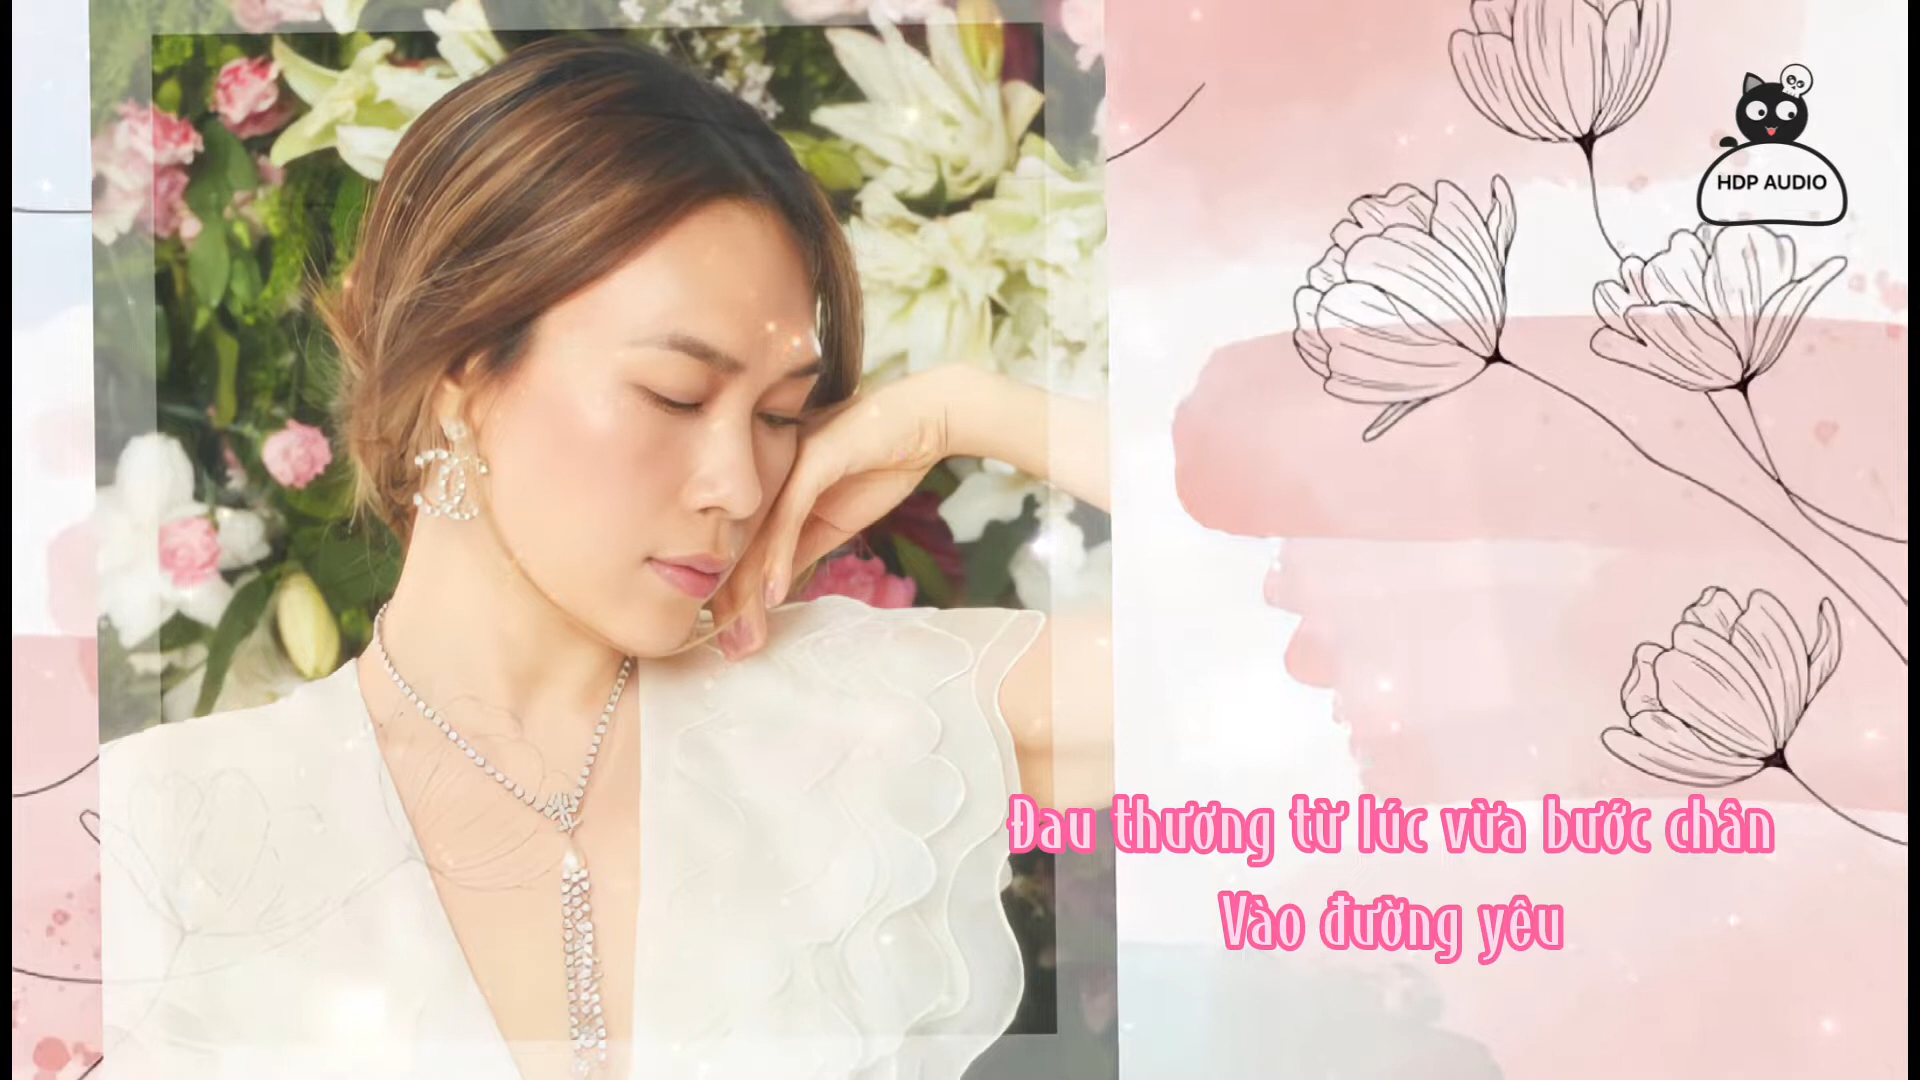 HDP AUDIO
Đau thương từ lúc vừa bước chân
Vào đường yêu